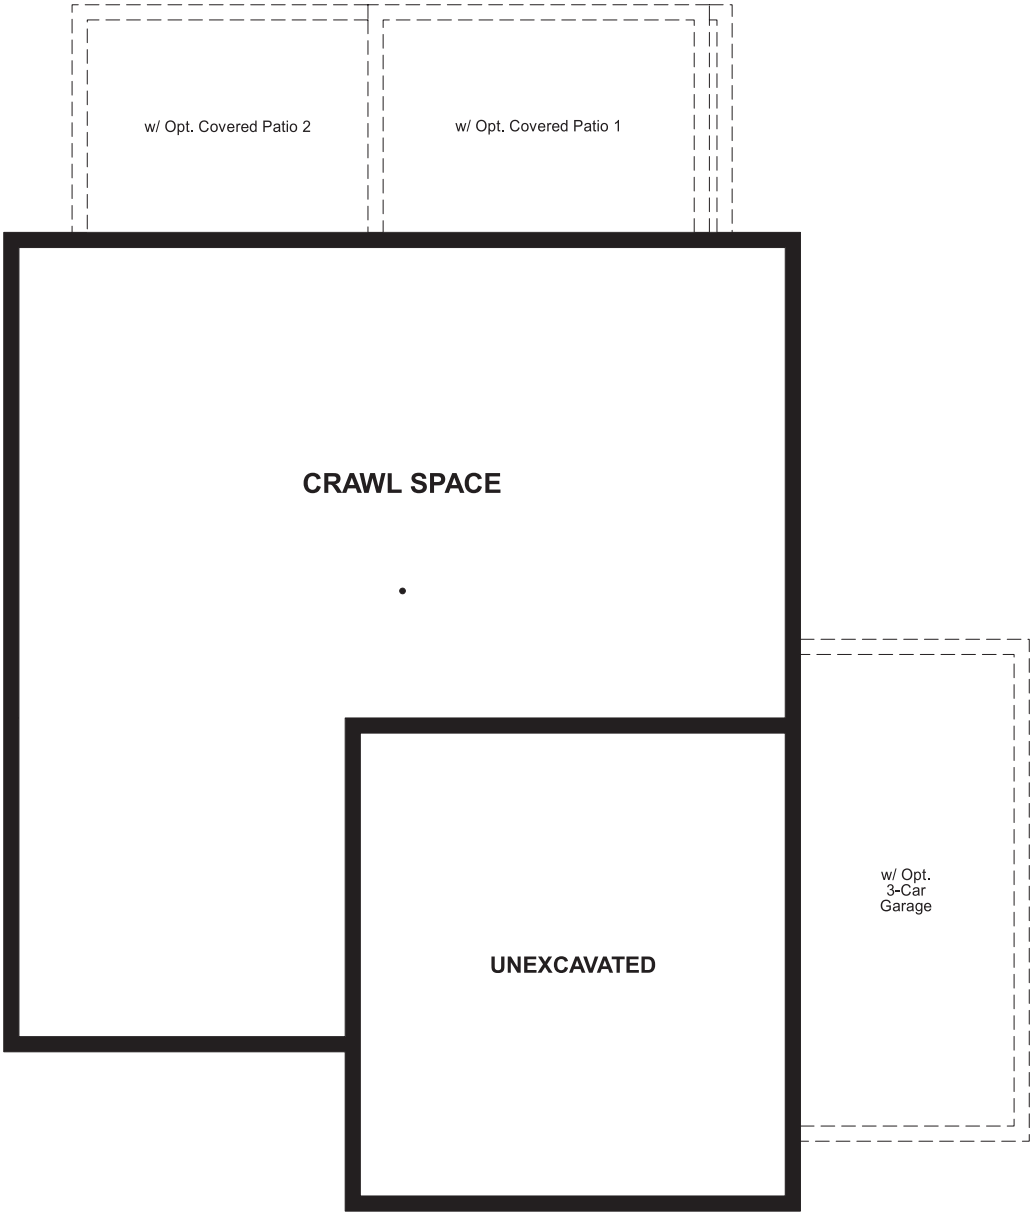 w/ Opt. Covered Patio 2
w/ Opt. Covered Patio 1
CRAWL SPACE
w/ Opt.
3-Car
Garage
UNEXCAVATED